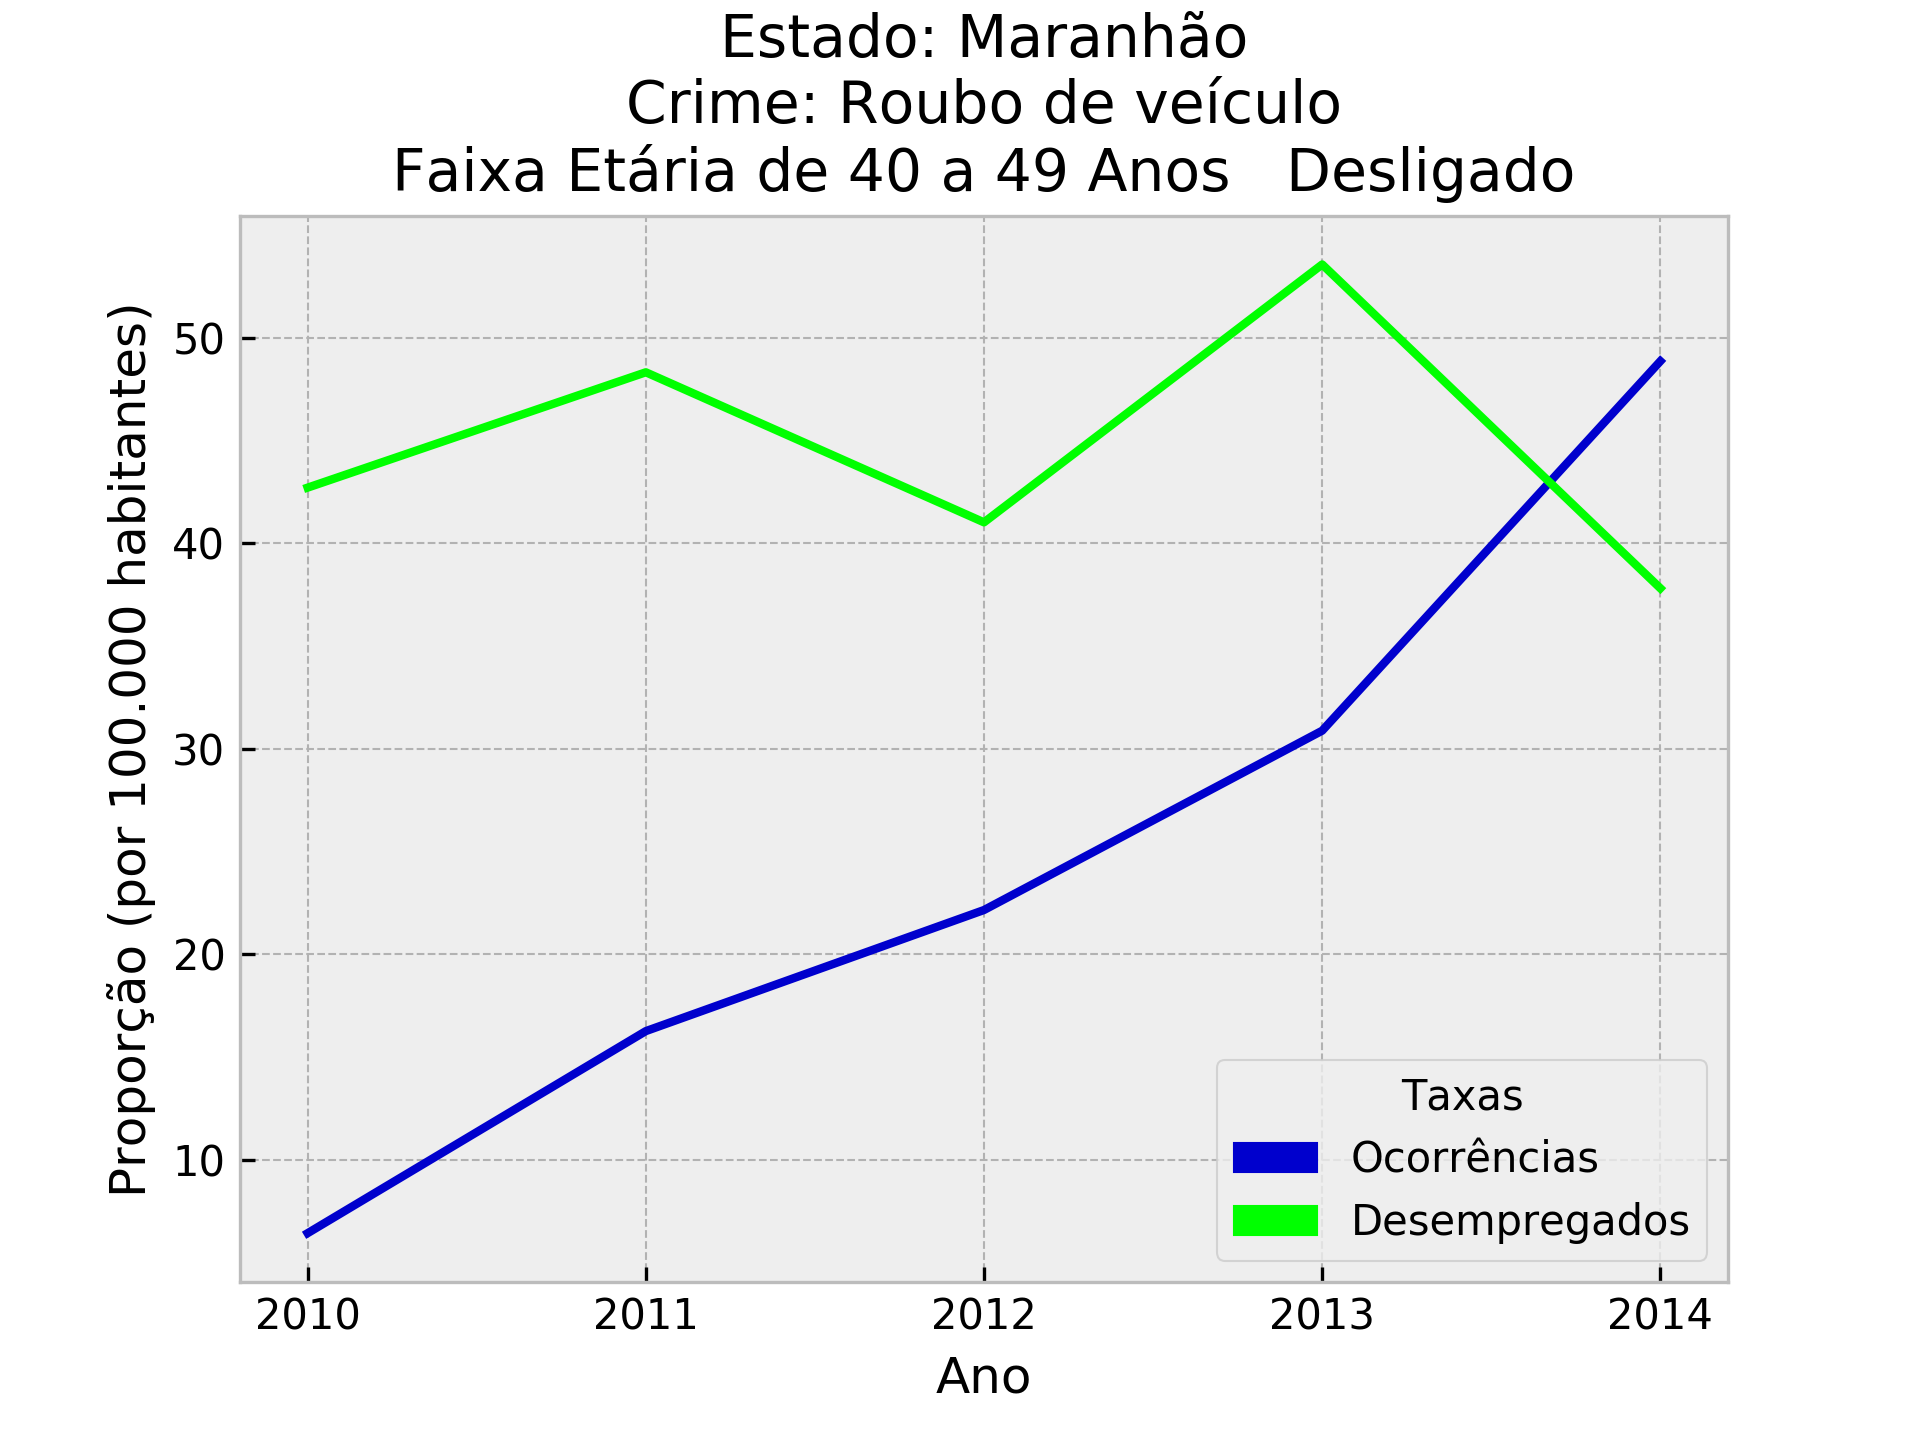 Estado: Maranhão
Crime: Roubo de veículo
Faixa Etária de 40 a 49 Anos   Desligado
Proporção (por 100.000 habitantes)
50
40
30
20
10
Taxas
Ocorrências
Desempregados
2010 2011 2012 2013 2014
Ano